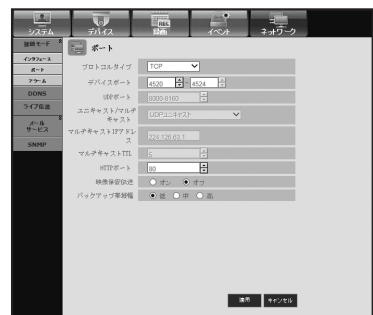 システム デバイス 録画 イベント ネットワーク
REC
接続モード
インタフェース
ポート
アラーム
DDNS
ライブ伝送
メール
サービス
SNMP
ポート
プロトコルタイプ TCP
デバイスポート 4520 - 4524
UDPポート 8000-8160
ユニキャスト/マルチ
キャスト UDPユニキャスト
マルチキャストIPアドレ
ス 224.126.63.1
マルチキャストTTL 5
HTTPポート 80
映像保留伝送 オン オフ
バックアップ帯域幅 低 中 高
適用 キャンセル